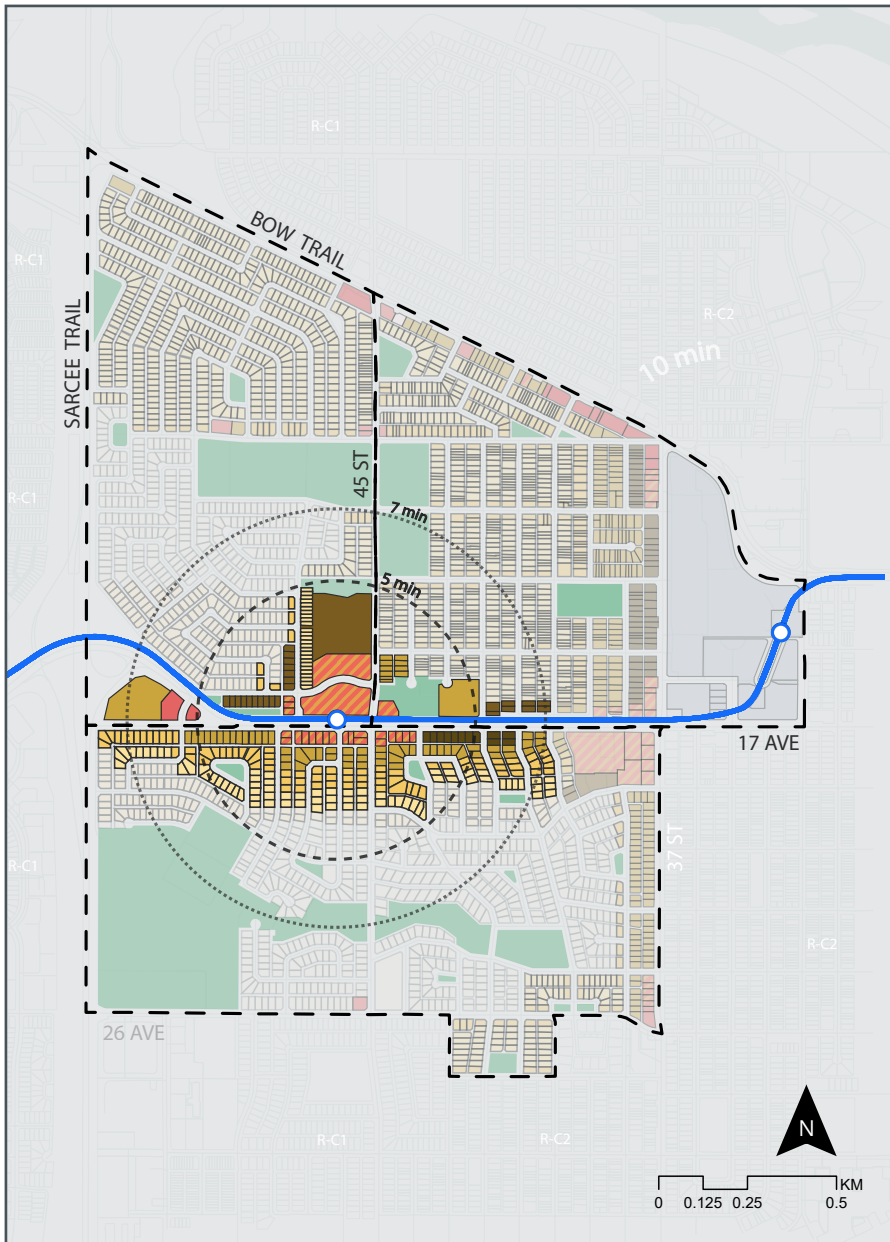 R-C1
BOW TRAIL
R-C1
R-C2
SARCEE TRAIL
10 min
45 ST
R-C1
7 min
5 min
17 AVE
37 ST
R-C1
R-C2
26 AVE
R-C1
R-C2
N
KM
0 0.125 0.25 0.5